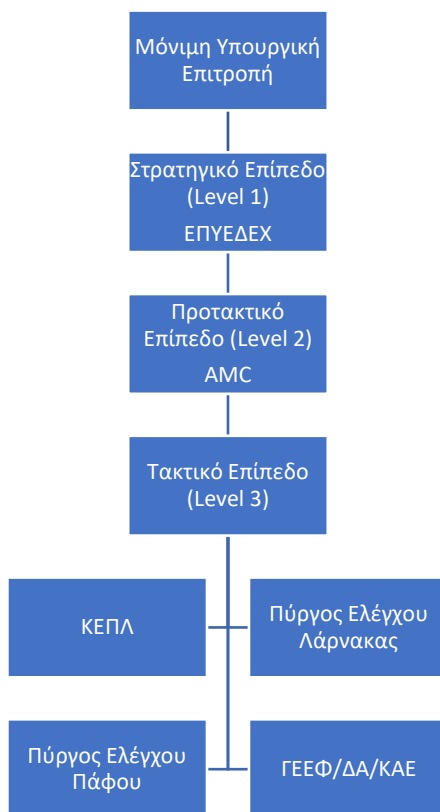 Μόνιμη Υπουργική
Επιτροπή
Στρατηγικό Επίπεδο
(Level 1)
ΕΠΥΕΔΕΧ
Προτακτικό
Επίπεδο (Level 2)
AMC
Τακτικό Επίπεδο
(Level 3)
ΚΕΠΛ
Πύργος Ελέγχου
Λάρνακας
Πύργος Ελέγχου
Πάφου
ΓΕΕΦ/ΔΑ/ΚΑΕ